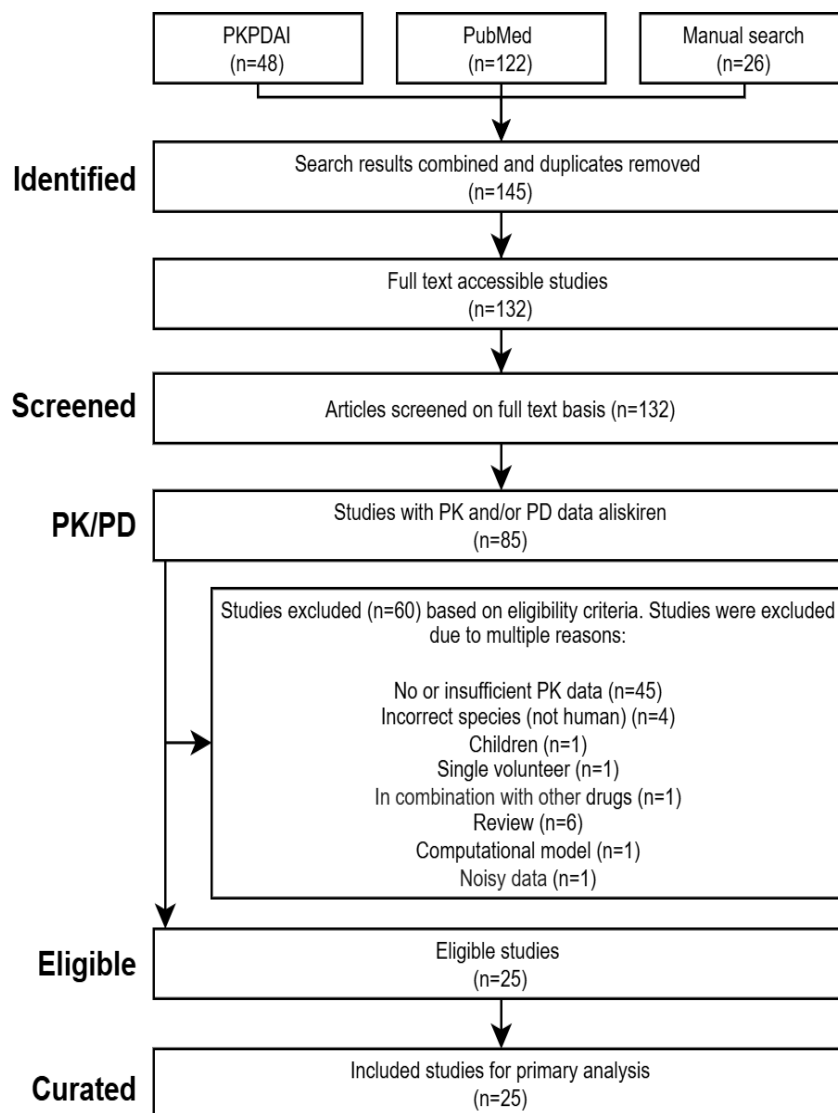 PKPDAI
(n=48)
PubMed
(n=122)
Manual search
(n=26)
Identified
Search results combined and duplicates removed
(n=145)
Full text accessible studies
(n=132)
Screened
Articles screened on full text basis (n=132)
PK/PD
Studies with PK and/or PD data aliskiren
(n=85)
Studies excluded (n=60) based on eligibility criteria. Studies were excluded
due to multiple reasons:
No or insufficient PK data (n=45)
Incorrect species (not human) (n=4)
Children (n=1)
Single volunteer (n=1)
In combination with other drugs (n=1)
Review (n=6)
Computational model (n=1)
Noisy data (n=1)
Eligible
Eligible studies
(n=25)
Curated
Included studies for primary analysis
(n=25)